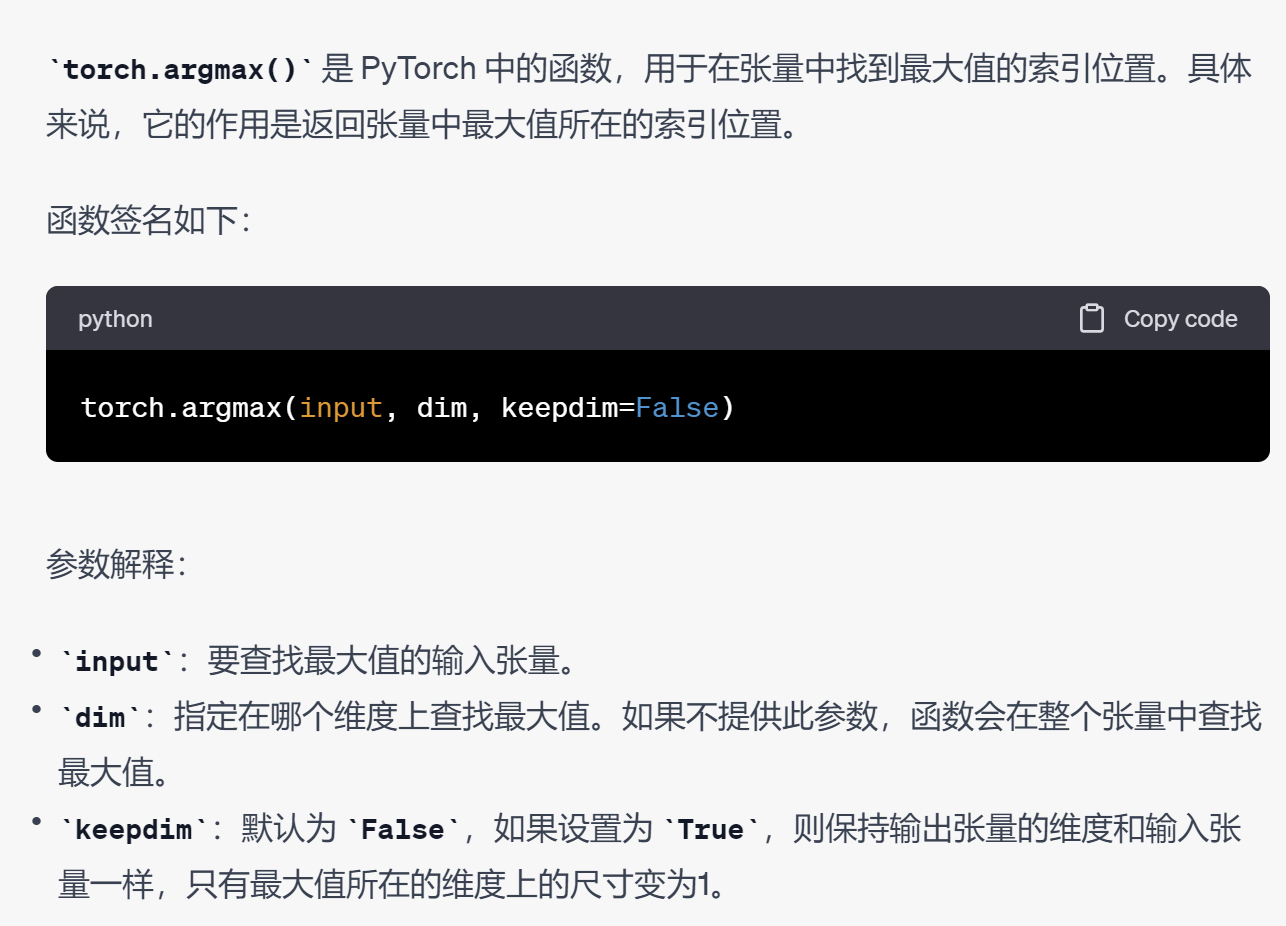 `torch.argmax()` 是 PyTorch 中的函数，用于在张量中找到最大值的索引位置。具体
来说，它的作用是返回张量中最大值所在的索引位置。
函数签名如下：
python Copy code
torch.argmax(input, dim, keepdim=False)
参数解释：
• `input`：要查找最大值的输入张量。
• `dim`：指定在哪个维度上查找最大值。如果不提供此参数，函数会在整个张量中查找
最大值。
• `keepdim`：默认为 `False`，如果设置为 `True`，则保持输出张量的维度和输入张
量一样，只有最大值所在的维度上的尺寸变为1。